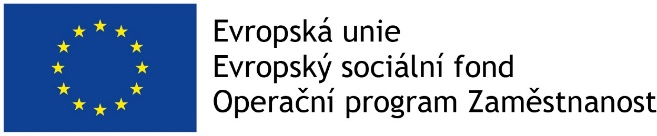 Evropská unie
Evropský sociální fond
Operační program Zaměstnanost